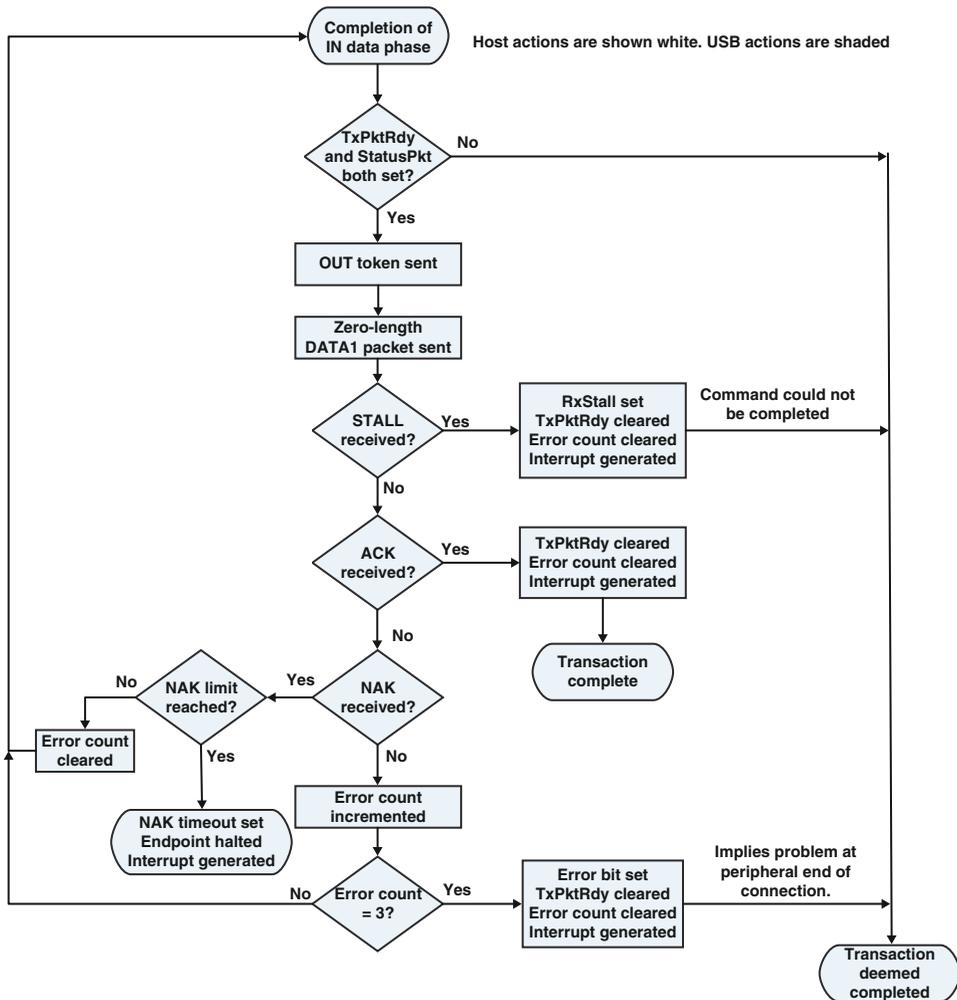 Completion of
IN data phase
Host actions are shown white. USB actions are shaded
TxPktRdy
and StatusPkt
both set?
No
Yes
OUT token sent
Zero-length
DATA1 packet sent
STALL
received?
Yes
RxStall set
TxPktRdy cleared
Error count cleared
Interrupt generated
Command could not
be completed
No
ACK
received?
Yes
TxPktRdy cleared
Error count cleared
Interrupt generated
No
Transaction
complete
NAK
received?
Yes
NAK limit
reached?
No
Error count
cleared
Yes
NAK timeout set
Endpoint halted
Interrupt generated
No
Error count
incremented
Error count
= 3?
No
Yes
Error bit set
TxPktRdy cleared
Error count cleared
Interrupt generated
Implies problem at
peripheral end of
connection.
Transaction
deemed
completed